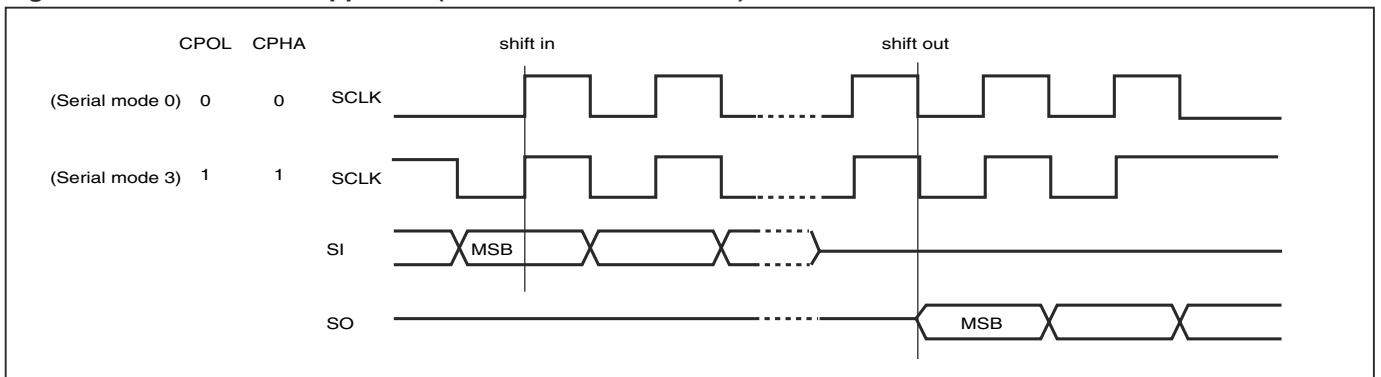 CPOL CPHA shift in shift out
(Serial mode 0) 0 0 SCLK
(Serial mode 3) 1 1 SCLK
SI MSB
SO MSB